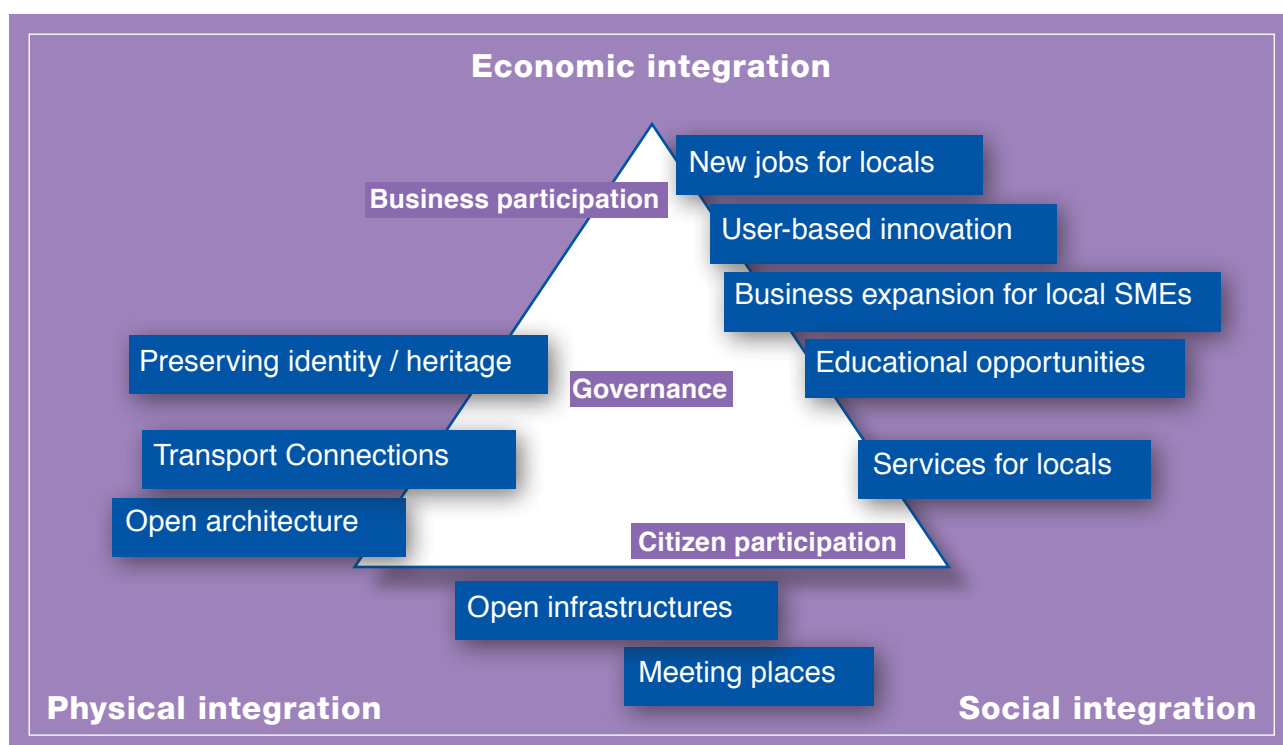 Economic integration
New jobs for locals
Business participation
User-based innovation
Business expansion for local SMEs
Preserving identity / heritage
Educational opportunities
Governance
Transport Connections
Services for locals
Open architecture
Citizen participation
Open infrastructures
Meeting places
Physical integration
Social integration